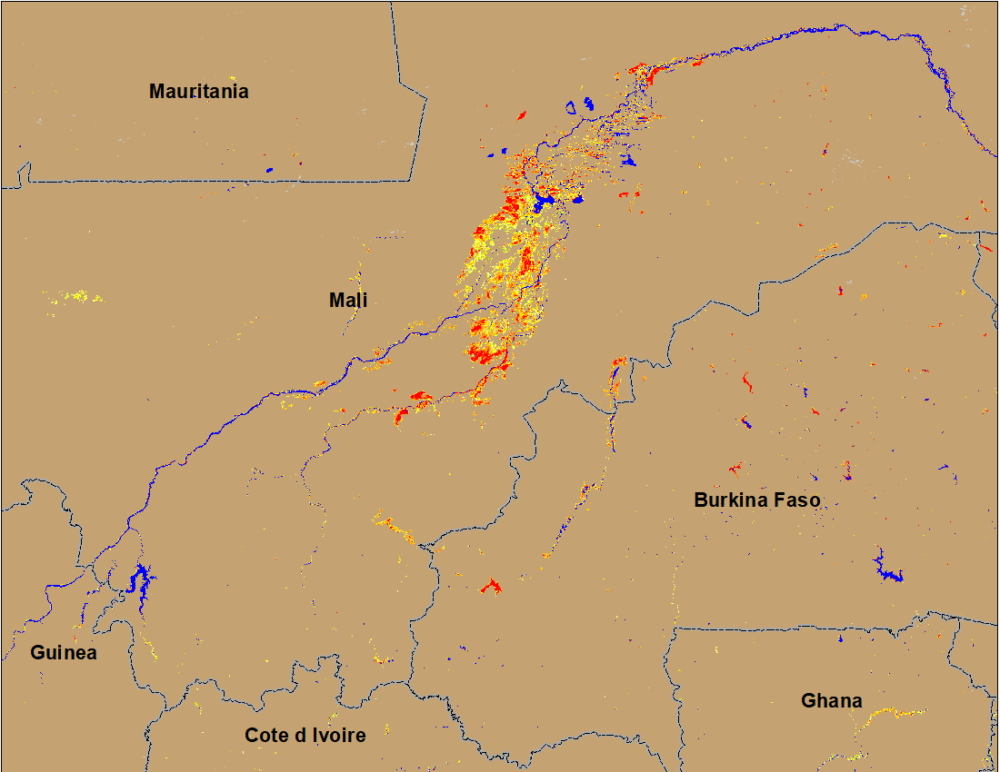 Mauritania
Mali
Burkina Faso
Guinea
Ghana
Cote d Ivoire